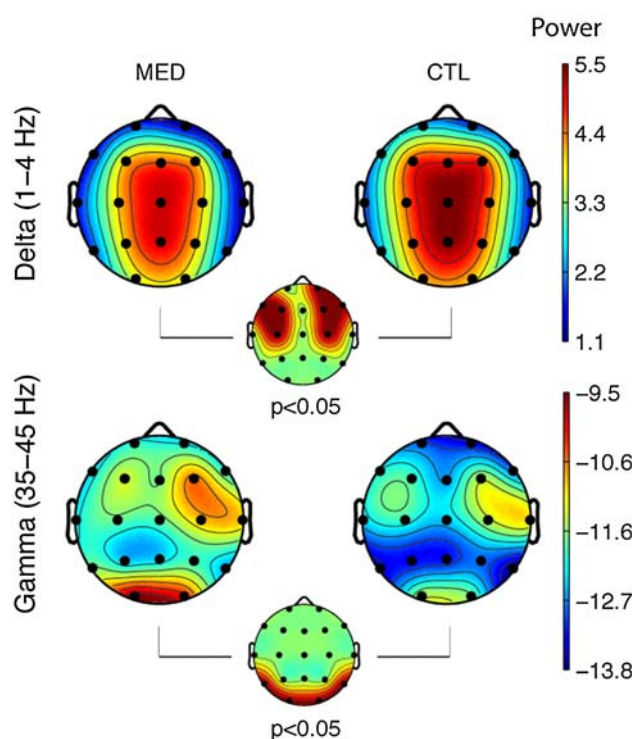 Power
MED CTL
Delta (1–4 Hz)
5.5
4.4
3.3
2.2
1.1
p<0.05
Gamma (35–45 Hz)
−9.5
−10.6
−11.6
−12.7
−13.8
p<0.05